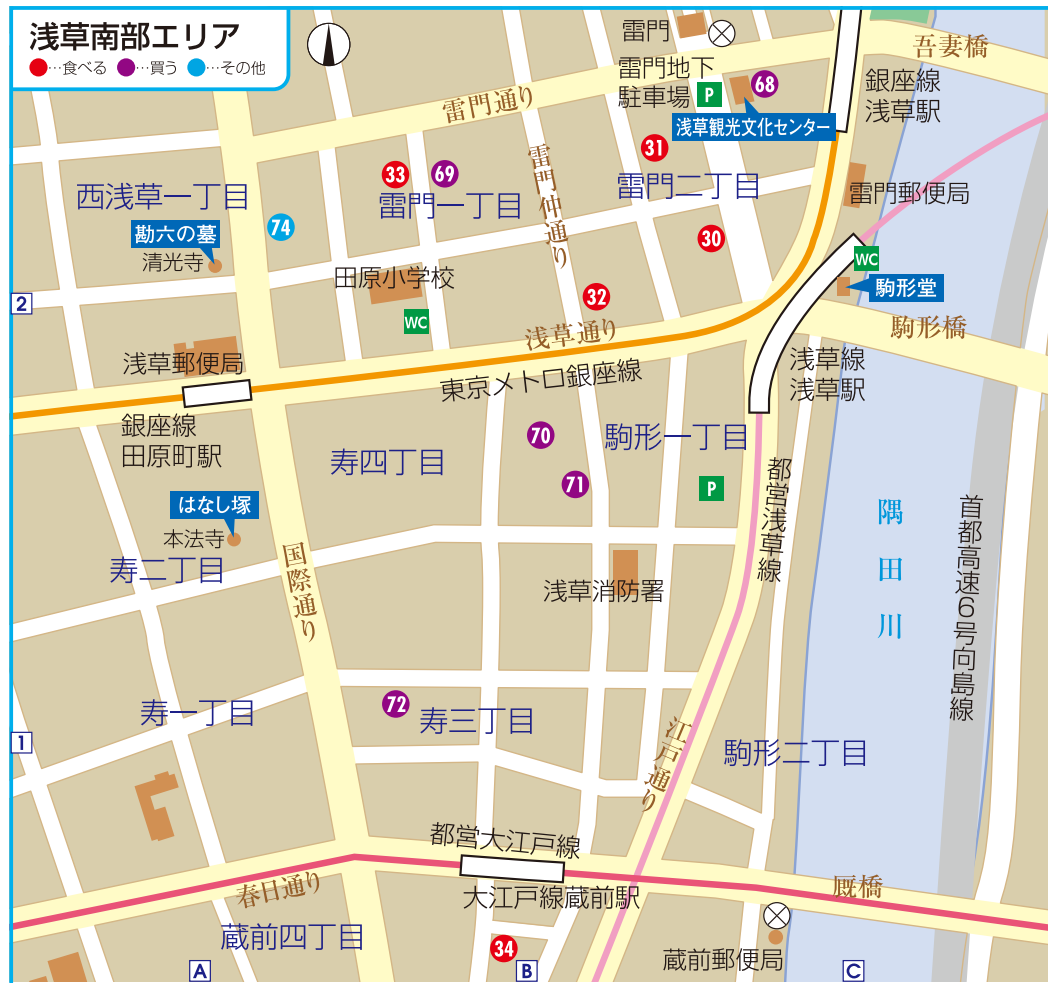 浅草南部エリア
●…食べる ●…買う ●…その他
雷門
雷門地下
駐車場
P
68
浅草観光文化センター
吾妻橋
銀座線
浅草駅
雷門通り
雷門仲通り
31
33
69
雷門一丁目
雷門二丁目
西浅草一丁目
74
勘六の墓
清光寺
30
雷門郵便局
WC
駒形堂
田原小学校
WC
32
2
浅草通り
駒形橋
浅草郵便局
東京メトロ銀座線
浅草線
浅草駅
銀座線
田原町駅
寿四丁目
70
駒形一丁目
71
P
都営浅草線
はなし塚
本法寺
寿二丁目
国際通り
浅草消防署
隅田川
首都高速6号向島線
72
寿一丁目
寿三丁目
1
江戸通り
駒形二丁目
都営大江戸線
大江戸線蔵前駅
春日通り
厩橋
蔵前四丁目
34
蔵前郵便局
A
B
C